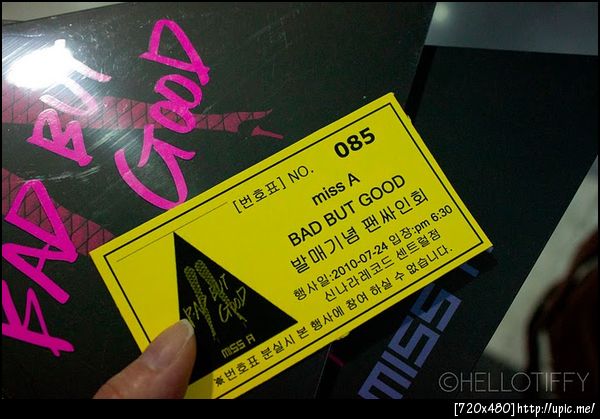 BAD BUT
GOOD
[번호표] NO. 085
miss A
BAD BUT GOOD
발매기념 팬싸인회
행사일:2010-07-24 입장:pm 6:30
신나라레코드 센트럴점
※번호표 분실시 본 행사에 참여 하실 수 없습니다.
BAD BUT
GOOD
MISS A
MISS
©HELLOTIFFY
[720x480]http://upic.me/